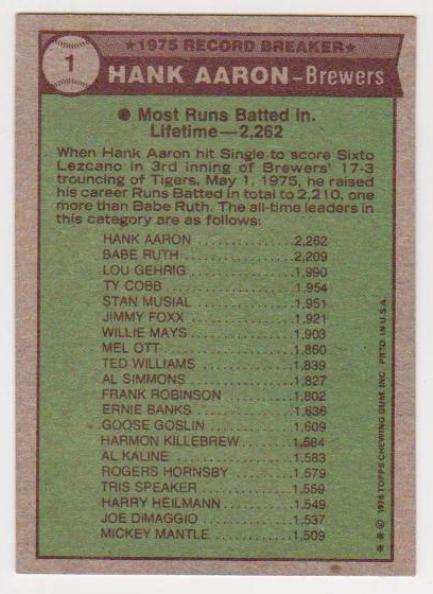 ★1975 RECORD BREAKER★
1
HANK AARON–Brewers
Most Runs Batted in.
Lifetime—2,262
When Hank Aaron hit Single to score Sixto
Lezcano in 3rd inning of Brewers' 17-3
trouncing of Tigers, May 1, 1975, he raised
his career Runs Batted in total to 2,210, one
more than Babe Ruth. The all-time leaders in
this category are as follows:
HANK AARON ............ 2,262
BABE RUTH ............ 2,209
LOU GEHRIG ............ 1,990
TY COBB ............ 1,954
STAN MUSIAL ............ 1,951
JIMMY FOXX ............ 1,921
WILLIE MAYS ............ 1,903
MEL OTT ............ 1,860
TED WILLIAMS ............ 1,839
AL SIMMONS ............ 1,827
FRANK ROBINSON ............ 1,802
ERNIE BANKS ............ 1,636
GOOSE GOSLIN ............ 1,609
HARMON KILLEBREW ............ 1,584
AL KALINE ............ 1,583
ROGERS HORNSBY ............ 1,579
TRIS SPEAKER ............ 1,559
HARRY HEILMANN ............ 1,549
JOE DiMAGGIO ............ 1,537
MICKEY MANTLE ............ 1,509
★★ © 1976 TOPPS CHEWING GUM, INC. PRTD. IN U.S.A.